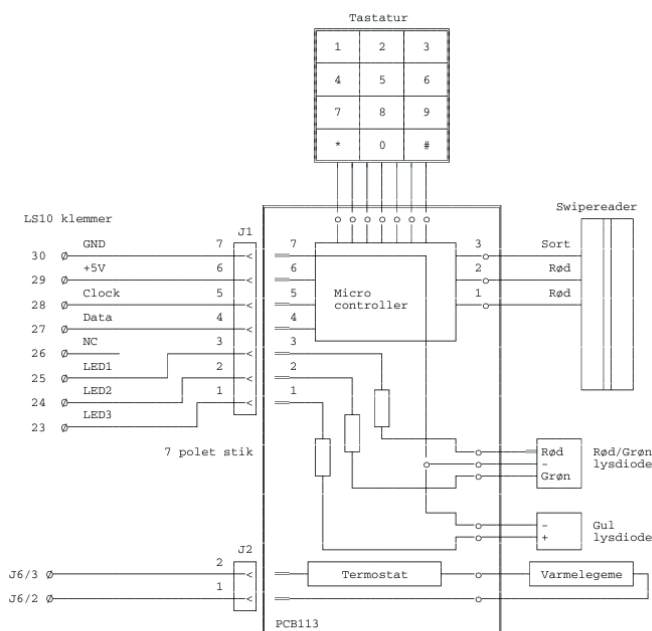 Tastatur
1 2 3
4 5 6
7 8 9
* 0 #
Swipereader
LS10 klemmer
J1
GND 7 7 3 Sort
30 Ø
+5V 6 6 2 Rød
29 Ø
Clock 5 5 1 Rød
28 Ø
Micro
controller
Data 4 4
27 Ø
NC 3 3
26 Ø
LED1 2 2
25 Ø
LED2 1 1
24 Ø
LED3
23 Ø
7 polet stik
Rød Rød/Grøn
- lysdiode
Grøn
- Gul
+ lysdiode
J2
2
J6/3 Ø Termostat Varmelegeme
1
J6/2 Ø
PCB113